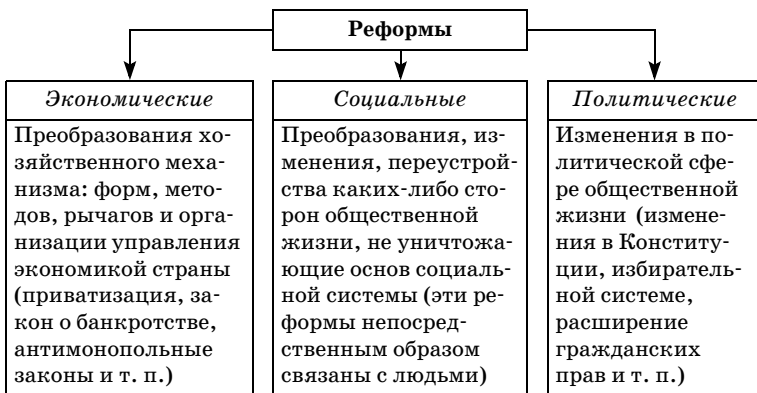 Реформы
Экономические
Преобразования хо-
зяйственного меха-
низма: форм, мето-
дов, рычагов и орга-
низации управления
экономикой страны
(приватизация, за-
кон о банкротстве,
антимонопольные
законы и т. п.)
Социальные
Преобразования, из-
менения, переустрой-
ства каких-либо сто-
рон общественной
жизни, не уничтожа-
ющие основ социаль-
ной системы (эти ре-
формы непосред-
ственным образом
связаны с людьми)
Политические
Изменения в по-
литической сфе-
ре общественной
жизни (измене-
ния в Конститу-
ции, избиратель-
ной системе,
расширение
гражданских
прав и т. п.)